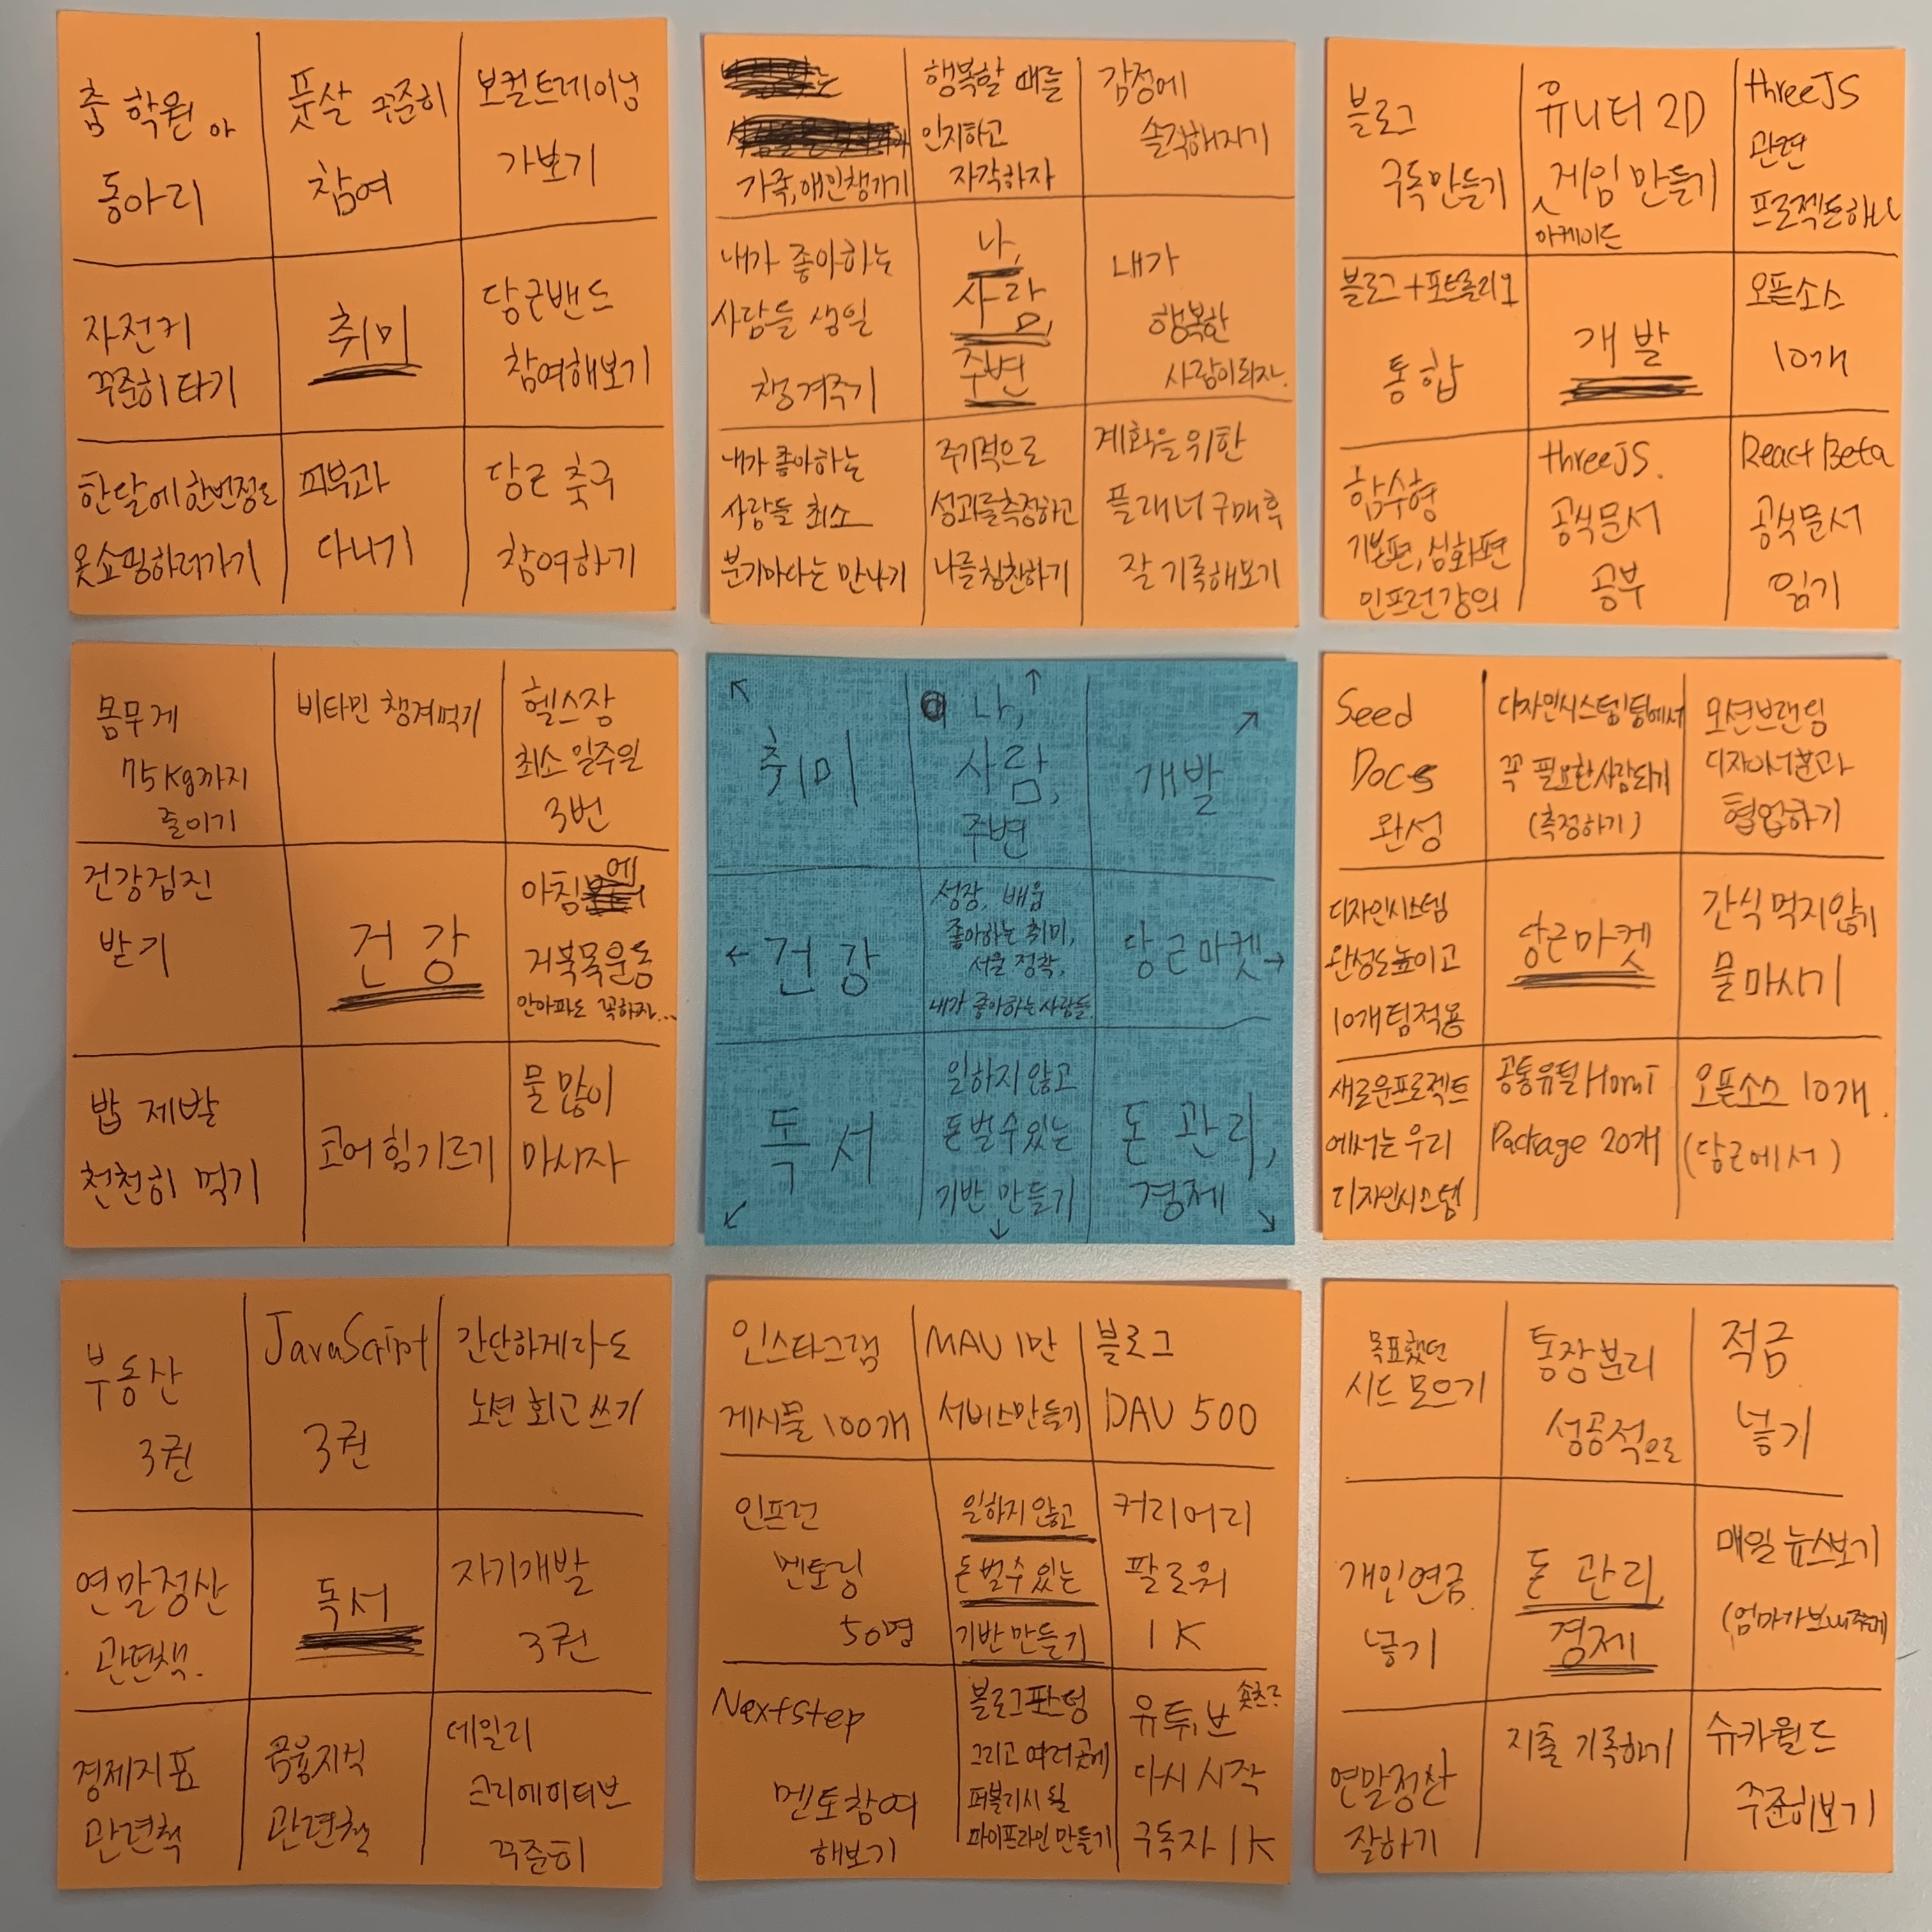 춤 학원 아
동아리
풋살 꾸준히
참여
보컬트레이닝
가보기
자전거
꾸준히 타기
취미
당근밴드
참여해보기
한달에 한번정도
옷쇼핑하러가기
피부과
다니기
당근 축구
참여하기
가족, 애인챙기기
행복할 때를
인지하고
자각하자
감정에
솔직해지기
내가 좋아하는
사람들 생일
챙겨주기
나,
사람,
주변
내가
행복한
사람이되자.
내가 좋아하는
사람들 최소
분기마다는 만나기
주기적으로
성과를측정하고
나를칭찬하기
계획을 위한
플래너 구매후
잘 기록해보기
블로그
구독만들기
유니티 2D
게임 만들기
아케이드
threeJS
관련
프로젝트하나
블로그+포트폴리오
통합
개발
오픈소스
10개
함수형
기본편, 심화편
인프런강의
threeJS.
공식문서
공부
React Beta
공식문서
읽기
몸무게
75kg까지
줄이기
비타민 챙겨먹기
헬스장
최소 일주일
3번
건강검진
받기
건강
아침에
거북목운동
안아파도 꼭하자...
밥 제발
천천히 먹기
코어힘기르기
물많이
마시자
취미
나,
사람,
주변
개발
건강
성장, 배움
좋아하는 취미,
서울 정착,
내가 좋아하는사람들.
당근마켓
독서
일하지 않고
돈벌수있는
기반 만들기
돈 관리,
경제
Seed
Docs
완성
디자인시스템팀에서
꼭 필요한사람되기
(측정하기)
모션브랜딩
디자이너분과
협업하기
디자인시스템
완성도높이고
10개팀적용
당근마켓
간식먹지않기
물마시기
새로운프로젝트
에서는 우리
디자인시스템
공통유틸
Package 20개
오픈소스 10개.
(당근에서)
부동산
3권
JavaScript
3권
간단하게라도
노션 회고 쓰기
연말정산
관련책.
독서
자기개발
3권
경제지표
관련책
금융지식
관련책
데일리
크리에이티브
꾸준히
인스타그램
게시물 100개
MAU 1만
서비스만들기
블로그
DAU 500
인프런
멘토링
50명
일하지 않고
돈벌수있는
기반만들기
커리어리
팔로워
1K
Nextstep
멘토참여
해보기
블로그
그리고 여러곳에
퍼블리시 될
파이프라인 만들기
유튜브 숏츠로
다시 시작
구독자 1K
목표했던
시드 모으기
통장분리
성공적으로
적금
넣기
개인연금
넣기
돈 관리,
경제
매일 뉴스보기
연말정산
잘하기
지출 기록하기
슈카월드
꾸준히보기